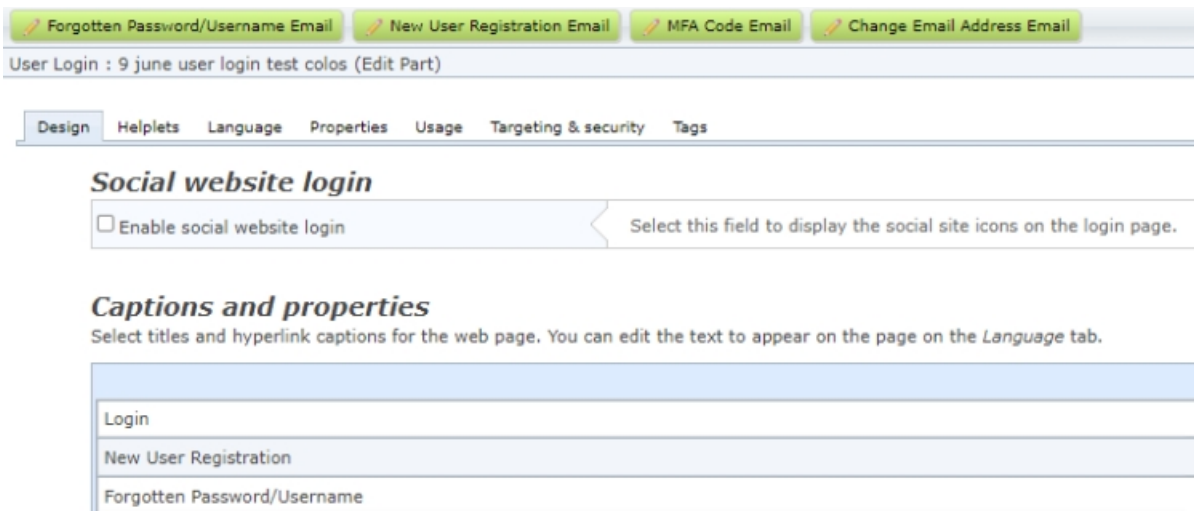 Forgotten Password/Username Email New User Registration Email MFA Code Email Change Email Address Email
User Login : 9 june user login test colos (Edit Part)
Design Helplets Language Properties Usage Targeting & security Tags
Social website login
Enable social website login Select this field to display the social site icons on the login page.
Captions and properties
Select titles and hyperlink captions for the web page. You can edit the text to appear on the page on the Language tab.
Login
New User Registration
Forgotten Password/Username